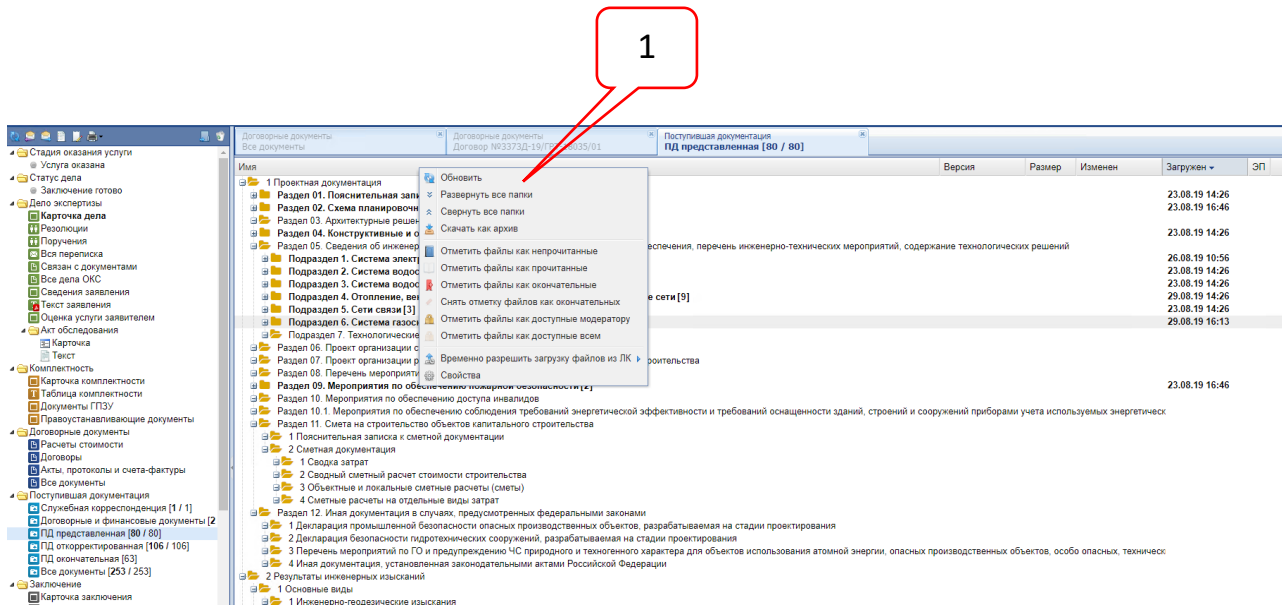 1
Договорные документы
Все документы
Договорные документы
Поступившая документация
ПД представленная [80 / 80]
Стадия оказания услуги
Услуга оказана
Статус дела
Заключение готово
Дело экспертизы
Карточка дела
Резолюции
Поручения
Вся переписка
Связан с документами
Все дела ОКС
Сведения заявления
Текст заявления
Оценка услуги заявителем
Акт обследования
Карточка
Текст
Комплектность
Карточка комплектности
Таблица комплектности
Документы ГПЗУ
Правоустанавливающие документы
Договорные документы
Расчеты стоимости
Договоры
Акты, протоколы и счета-фактуры
Все документы
Поступившая документация
Служебная корреспонденция [1 / 1]
Договорные и финансовые документы [2
ПД представленная [80 / 80]
ПД откорректированная [106 / 106]
ПД окончательная [63]
Все документы [253 / 253]
Заключение
Карточка заключения
Имя Версия Размер Изменен Загружен ЭП
1 Проектная документация
Раздел 01. Пояснительная запи 23.08.19 14:26
Раздел 02. Схема планировочн 23.08.19 16:46
Раздел 03. Архитектурные решен
Раздел 04. Конструктивные и о 23.08.19 14:26
Раздел 05. Сведения об инженер еспечения, перечень инженерно-технических мероприятий, содержание технологических решений
Подраздел 1. Система элект 26.08.19 10:56
Подраздел 2. Система водос 23.08.19 14:26
Подраздел 3. Система водоо 23.08.19 14:26
Подраздел 4. Отопление, вен е сети [9] 29.08.19 14:26
Подраздел 5. Сети связи [3] 23.08.19 14:26
Подраздел 6. Система газосн 29.08.19 16:13
Подраздел 7. Технологические
Раздел 06. Проект организации с
Раздел 07. Проект организации р роительства
Раздел 08. Перечень мероприяти
Раздел 09. Мероприятия по обеспечению пожарной безопасности [2] 23.08.19 16:46
Раздел 10. Мероприятия по обеспечению доступа инвалидов
Раздел 10.1. Мероприятия по обеспечению соблюдения требований энергетической эффективности и требований оснащенности зданий, строений и сооружений приборами учета используемых энергетическ
Раздел 11. Смета на строительство объектов капитального строительства
1 Пояснительная записка к сметной документации
2 Сметная документация
1 Сводка затрат
2 Сводный сметный расчет стоимости строительства
3 Объектные и локальные сметные расчеты (сметы)
4 Сметные расчеты на отдельные виды затрат
Раздел 12. Иная документация в случаях, предусмотренных федеральными законами
1 Декларация промышленной безопасности опасных производственных объектов, разрабатываемая на стадии проектирования
2 Декларация безопасности гидротехнических сооружений, разрабатываемая на стадии проектирования
3 Перечень мероприятий по ГО и предупреждению ЧС природного и техногенного характера для объектов использования атомной энергии, опасных производственных объектов, особо опасных, техническ
4 Иная документация, установленная законодательными актами Российской Федерации
2 Результаты инженерных изысканий
1 Основные виды
1 Инженерно-геодезические изыскания
Обновить
Развернуть все папки
Свернуть все папки
Скачать как архив
Отметить файлы как непрочитанные
Отметить файлы как прочитанные
Отметить файлы как окончательные
Снять отметку файлов как окончательных
Отметить файлы как доступные модератору
Отметить файлы как доступные всем
Временно разрешить загрузку файлов из ЛК
Свойства